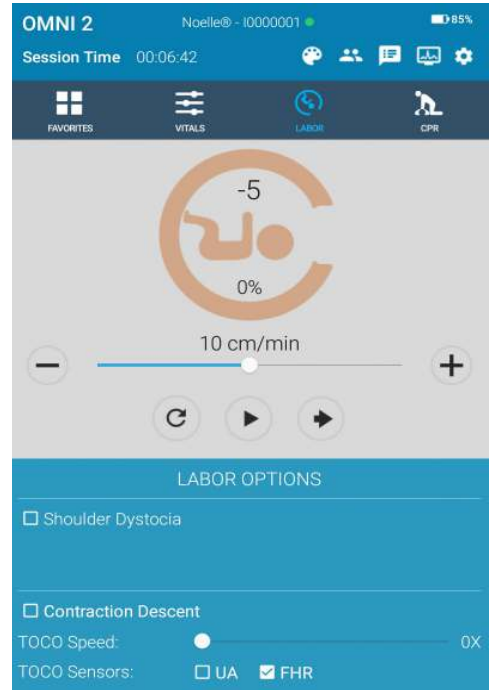 OMNI 2 Noelle® - I0000001 85%
Session Time 00:06:42
FAVORITES VITALS LABOR CPR
-5
0%
10 cm/min
LABOR OPTIONS
Shoulder Dystocia
Contraction Descent
TOCO Speed: 0X
TOCO Sensors: UA FHR